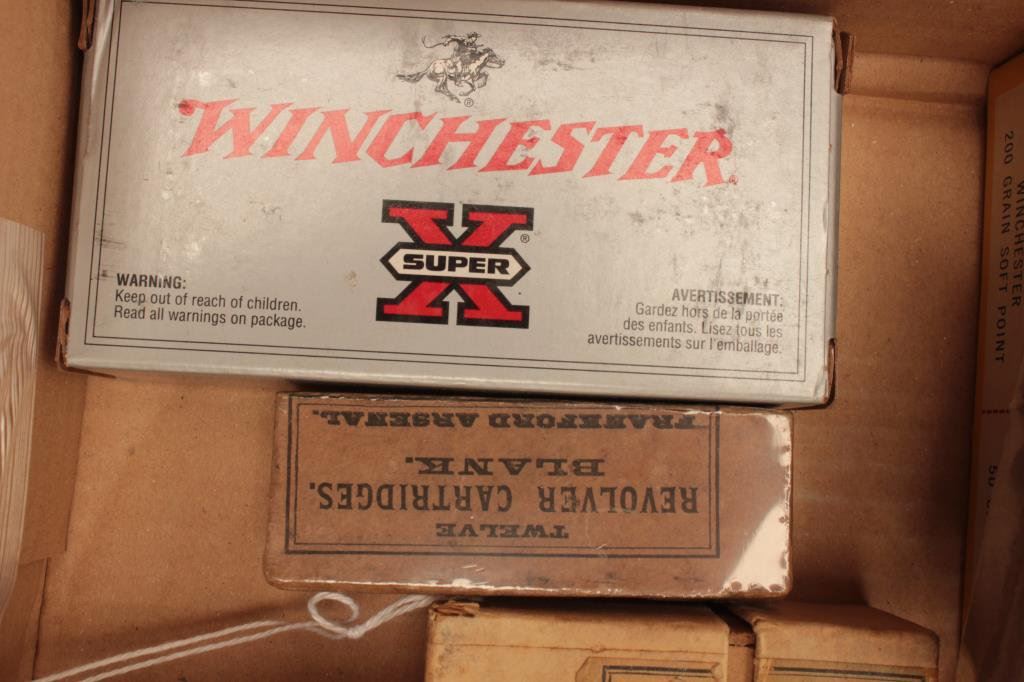 WINCHESTER
®
X
SUPER
®
WARNING:
Keep out of reach of children.
Read all warnings on package.
AVERTISSEMENT:
Gardez hors de la portée
des enfants. Lisez tous les
avertissements sur l'emballage.
TWELVE
REVOLVER CARTRIDGES.
BLANK.
FRANKFORD ARSENAL.
WINCHESTER
200 GRAIN SOFT POINT
50